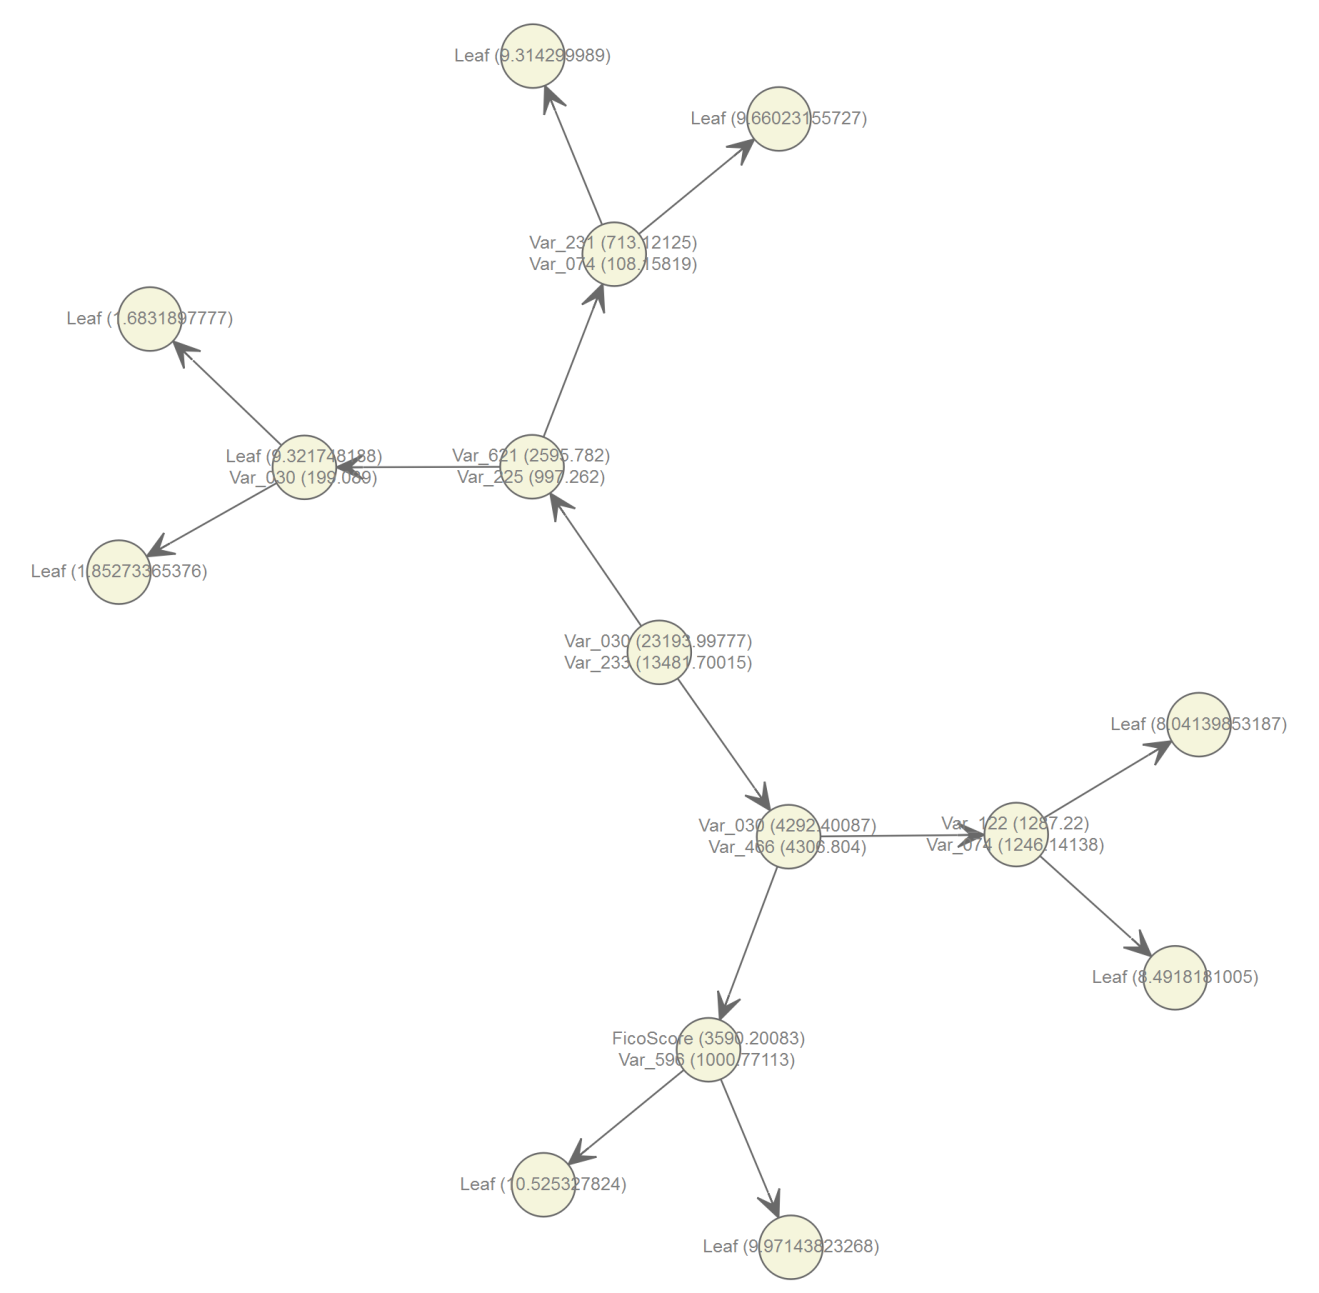 Leaf (9.314299989)
Leaf (9.66023155727)
Var_231 (713.12125)
Var_074 (108.15819)
Leaf (1.6831897777)
Leaf (9.321748188)
Var_030 (199.089)
Var_621 (2595.782)
Var_225 (997.262)
Leaf (1.85273365376)
Var_030 (23193.99777)
Var_233 (13481.70015)
Leaf (8.04139853187)
Var_030 (4292.40087)
Var_466 (4306.804)
Var_122 (1287.22)
Var_074 (1246.14138)
Leaf (8.4918181005)
FicoScore (3590.20083)
Var_596 (1000.77113)
Leaf (10.525327824)
Leaf (9.97143823268)